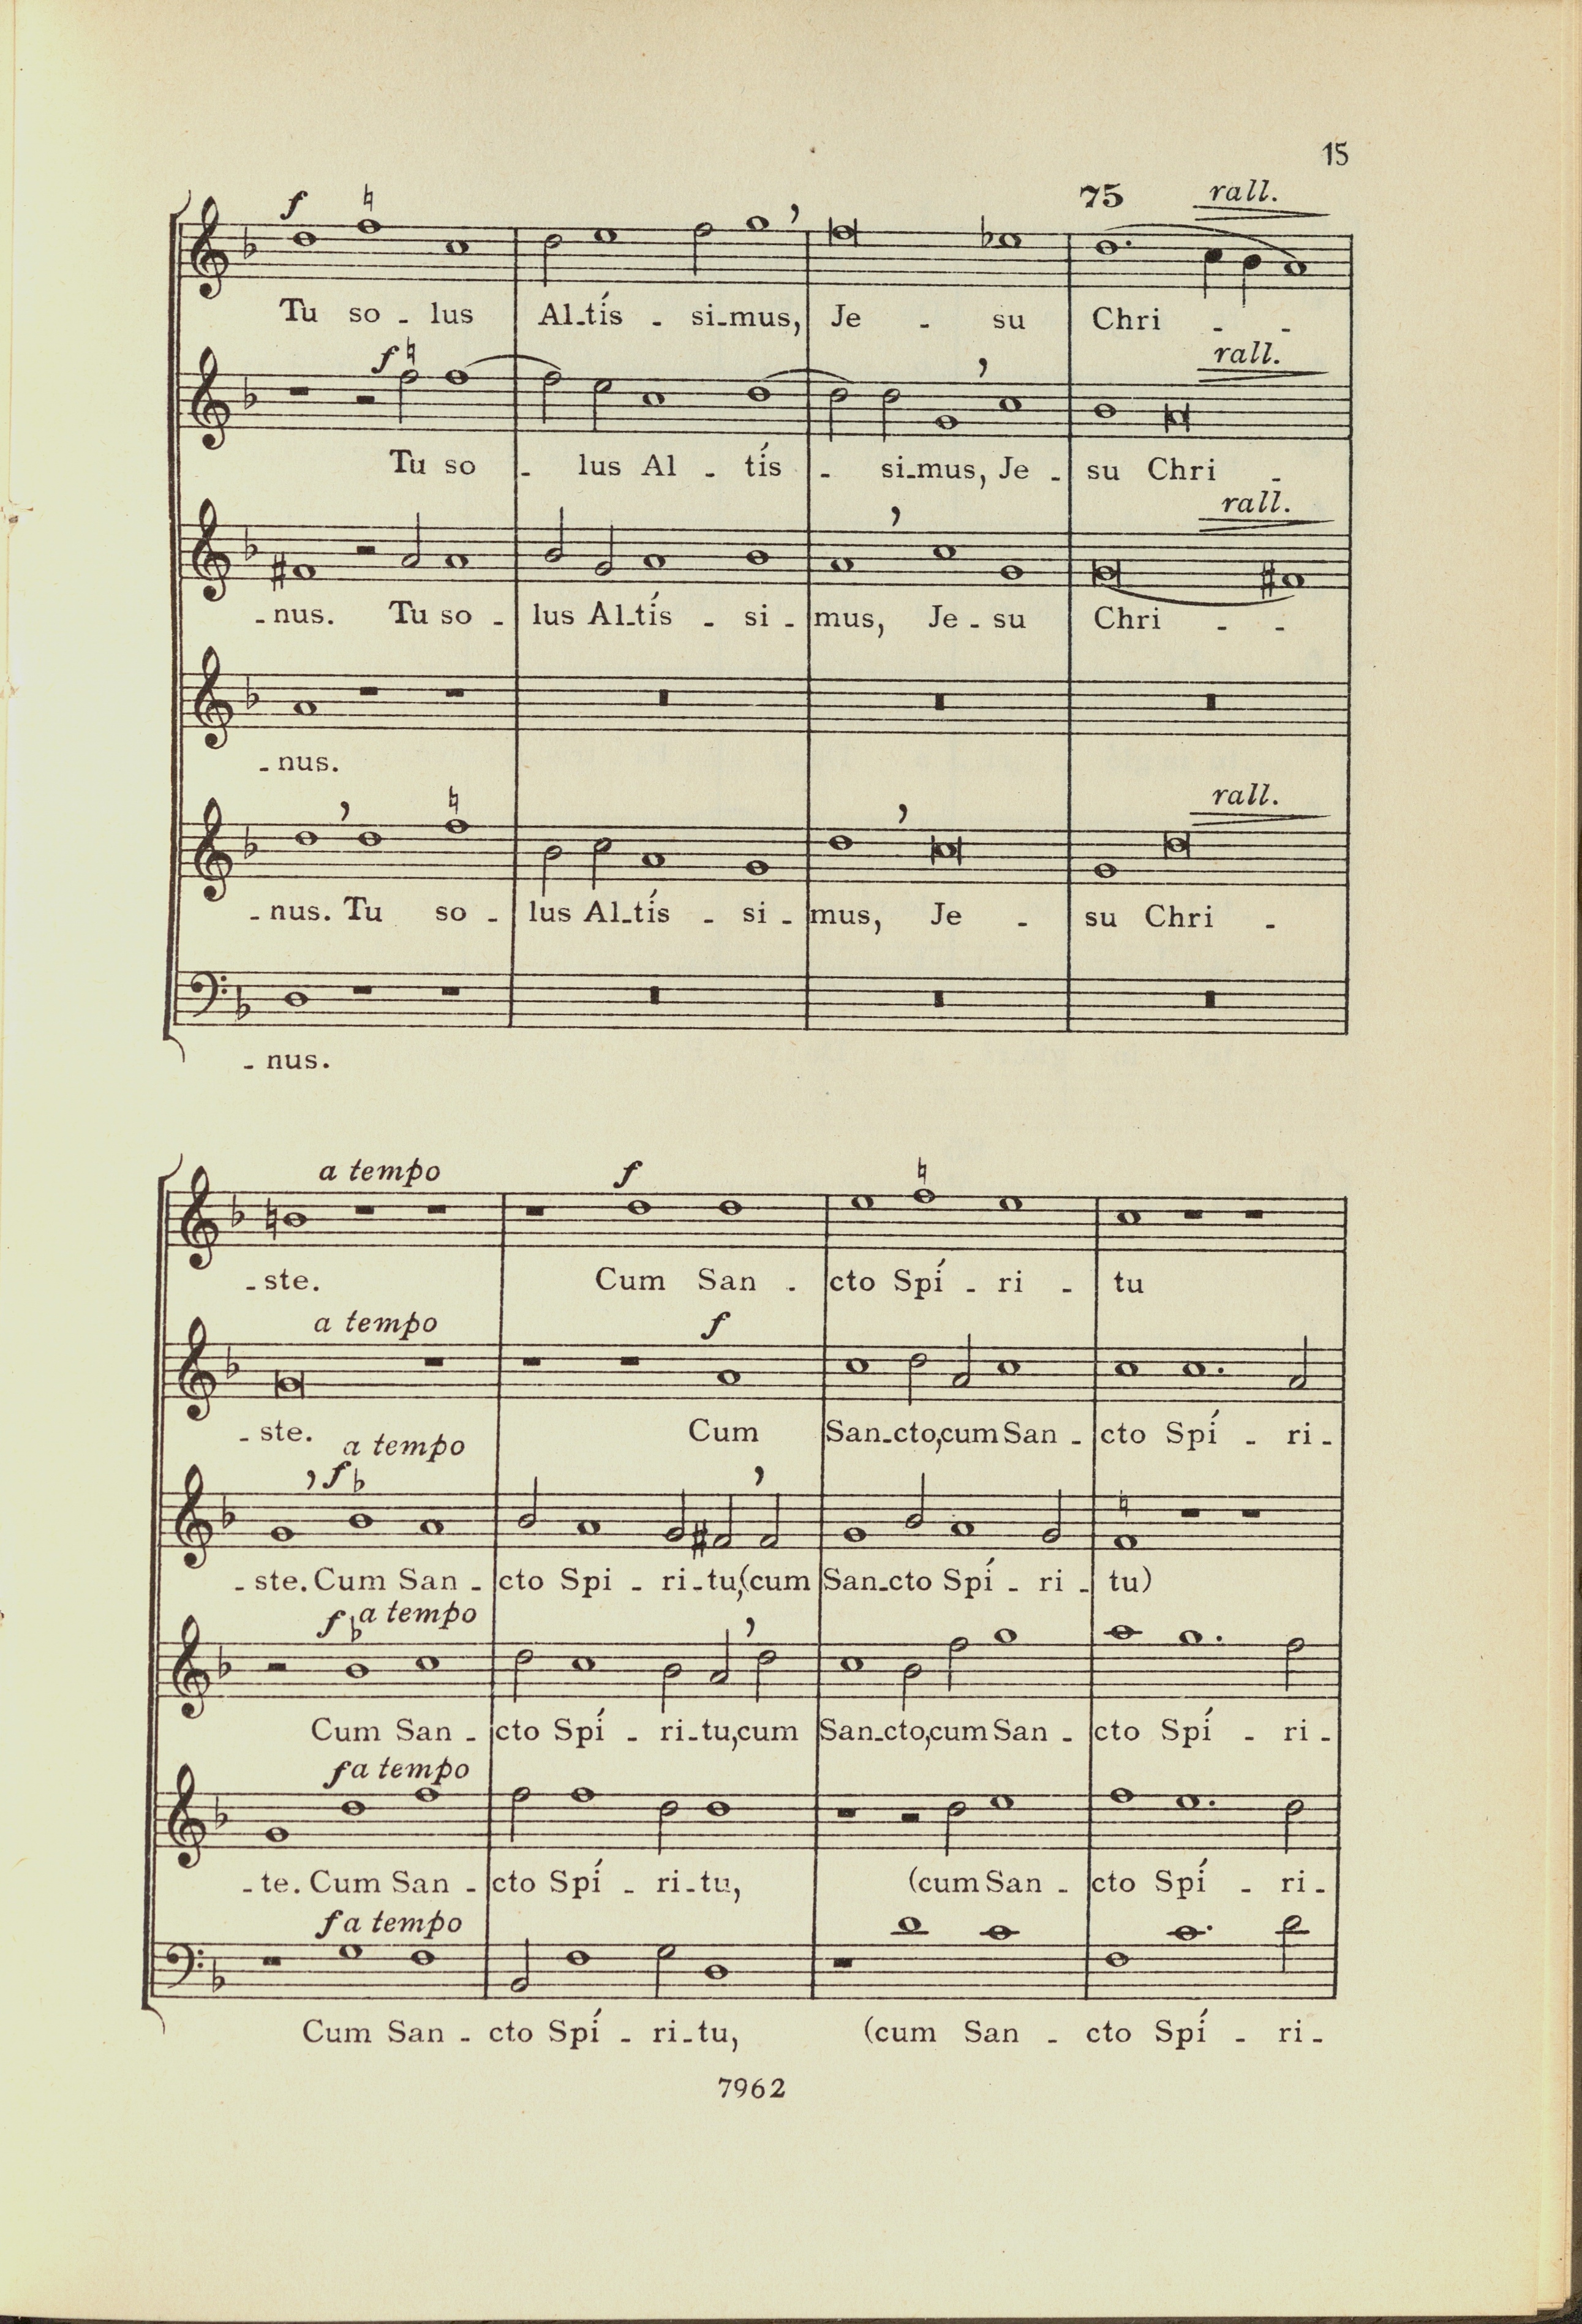 15
f
75 rall.
Tu so - lus Al - tís - si - mus, Je - su Chri - -
f rall.
Tu so - lus Al - tís - si - mus, Je - su Chri -
rall.
- nus. Tu so - lus Al - tís - si - mus, Je - su Chri - -
- nus.
rall.
- nus. Tu so - lus Al - tís - si - mus, Je - su Chri -
- nus.
a tempo f
- ste. Cum San - cto Spí - ri - tu
a tempo f
- ste. Cum San - cto, cum San - cto Spí - ri -
f a tempo
- ste. Cum San - cto Spi - ri - tu, (cum San - cto Spí - ri - tu)
f a tempo
Cum San - cto Spí - ri - tu, cum San - cto, cum San - cto Spí - ri -
f a tempo
- te. Cum San - cto Spí - ri - tu, (cum San - cto Spí - ri -
f a tempo
Cum San - cto Spí - ri - tu, (cum San - cto Spí - ri -
7962